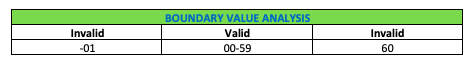 BOUNDARY VALUE ANALYSIS
Invalid Valid Invalid
-01 00-59 60